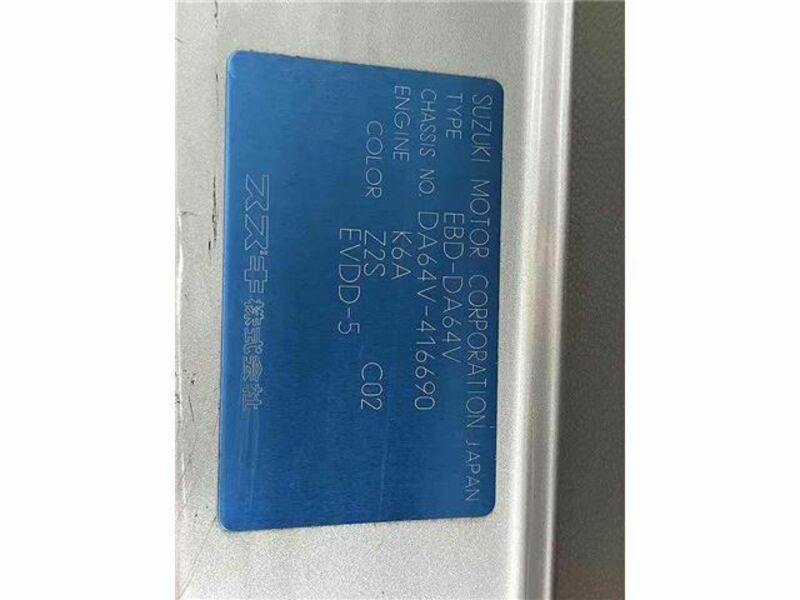 SUZUKI MOTOR CORPORATION JAPAN
TYPE EBD-DA64V
CHASSIS NO. DA64V-416690
ENGINE K6A
COLOR Z2S C02
EVDD-5
スズキ株式会社